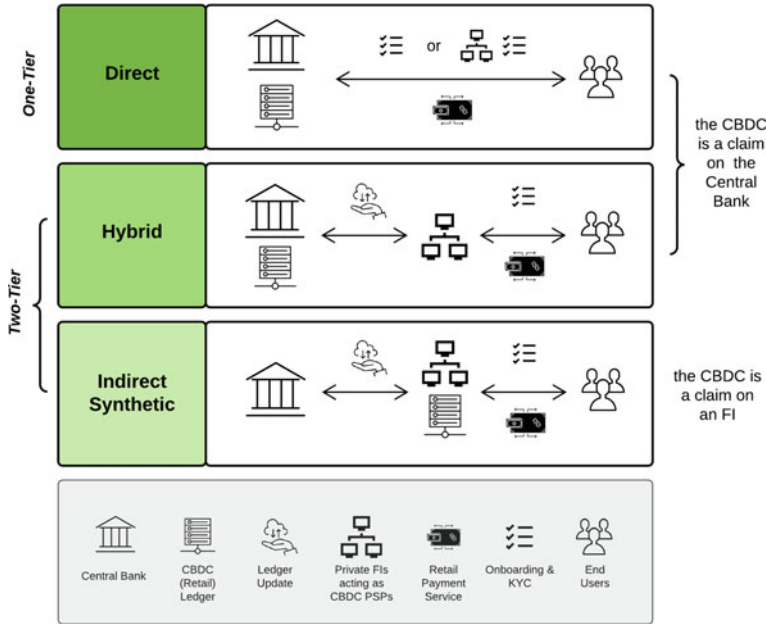 One-Tier
Direct
or
the CBDC
is a claim
on the
Central
Bank
Two-Tier
Hybrid
Indirect
Synthetic
the CBDC is
a claim on
an FI
Central Bank
CBDC
(Retail)
Ledger
Ledger
Update
Private FIs
acting as
CBDC PSPs
Retail
Payment
Service
Onboarding &
KYC
End
Users